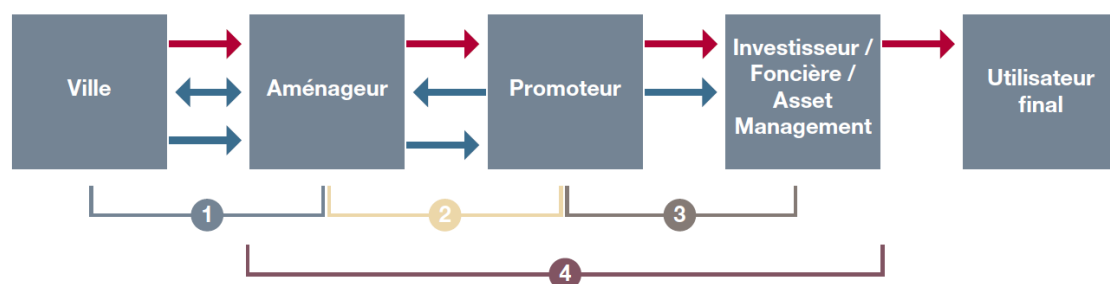 Ville
Aménageur
Promoteur
Investisseur /
Foncière /
Asset
Management
Utilisateur
final
1
2
3
4